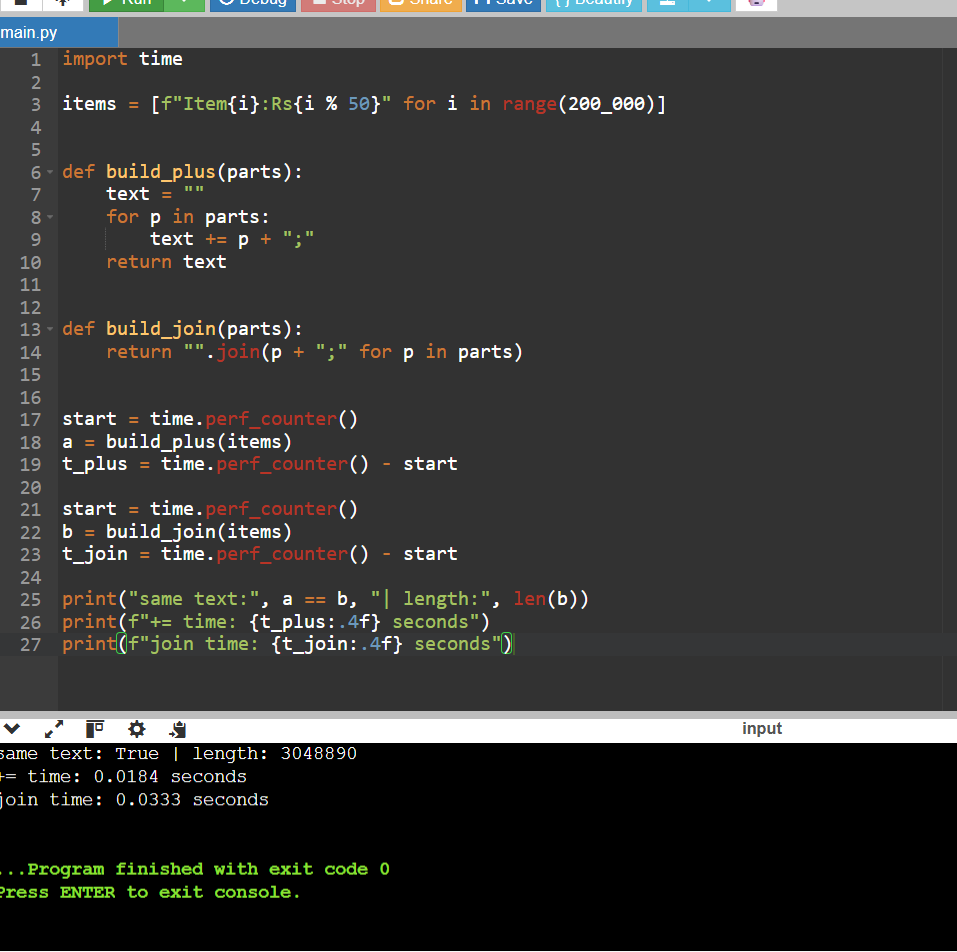 Run Debug Stop Share Save { } Beautify
main.py
1 import time
2
3 items = [f"Item{i}:Rs{i % 50}" for i in range(200_000)]
4
5
6 def build_plus(parts):
7     text = ""
8     for p in parts:
9         text += p + ";"
10     return text
11
12
13 def build_join(parts):
14     return "".join(p + ";" for p in parts)
15
16
17 start = time.perf_counter()
18 a = build_plus(items)
19 t_plus = time.perf_counter() - start
20
21 start = time.perf_counter()
22 b = build_join(items)
23 t_join = time.perf_counter() - start
24
25 print("same text:", a == b, "| length:", len(b))
26 print(f"+= time: {t_plus:.4f} seconds")
27 print(f"join time: {t_join:.4f} seconds")
input
same text: True | length: 3048890
+= time: 0.0184 seconds
join time: 0.0333 seconds
...Program finished with exit code 0
Press ENTER to exit console.